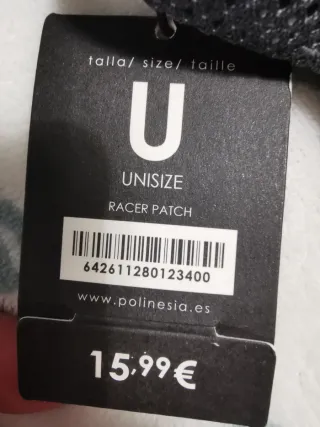 talla/ size/ taille
U
UNISIZE
RACER PATCH
642611280123400
www.polinesia.es
15,99€